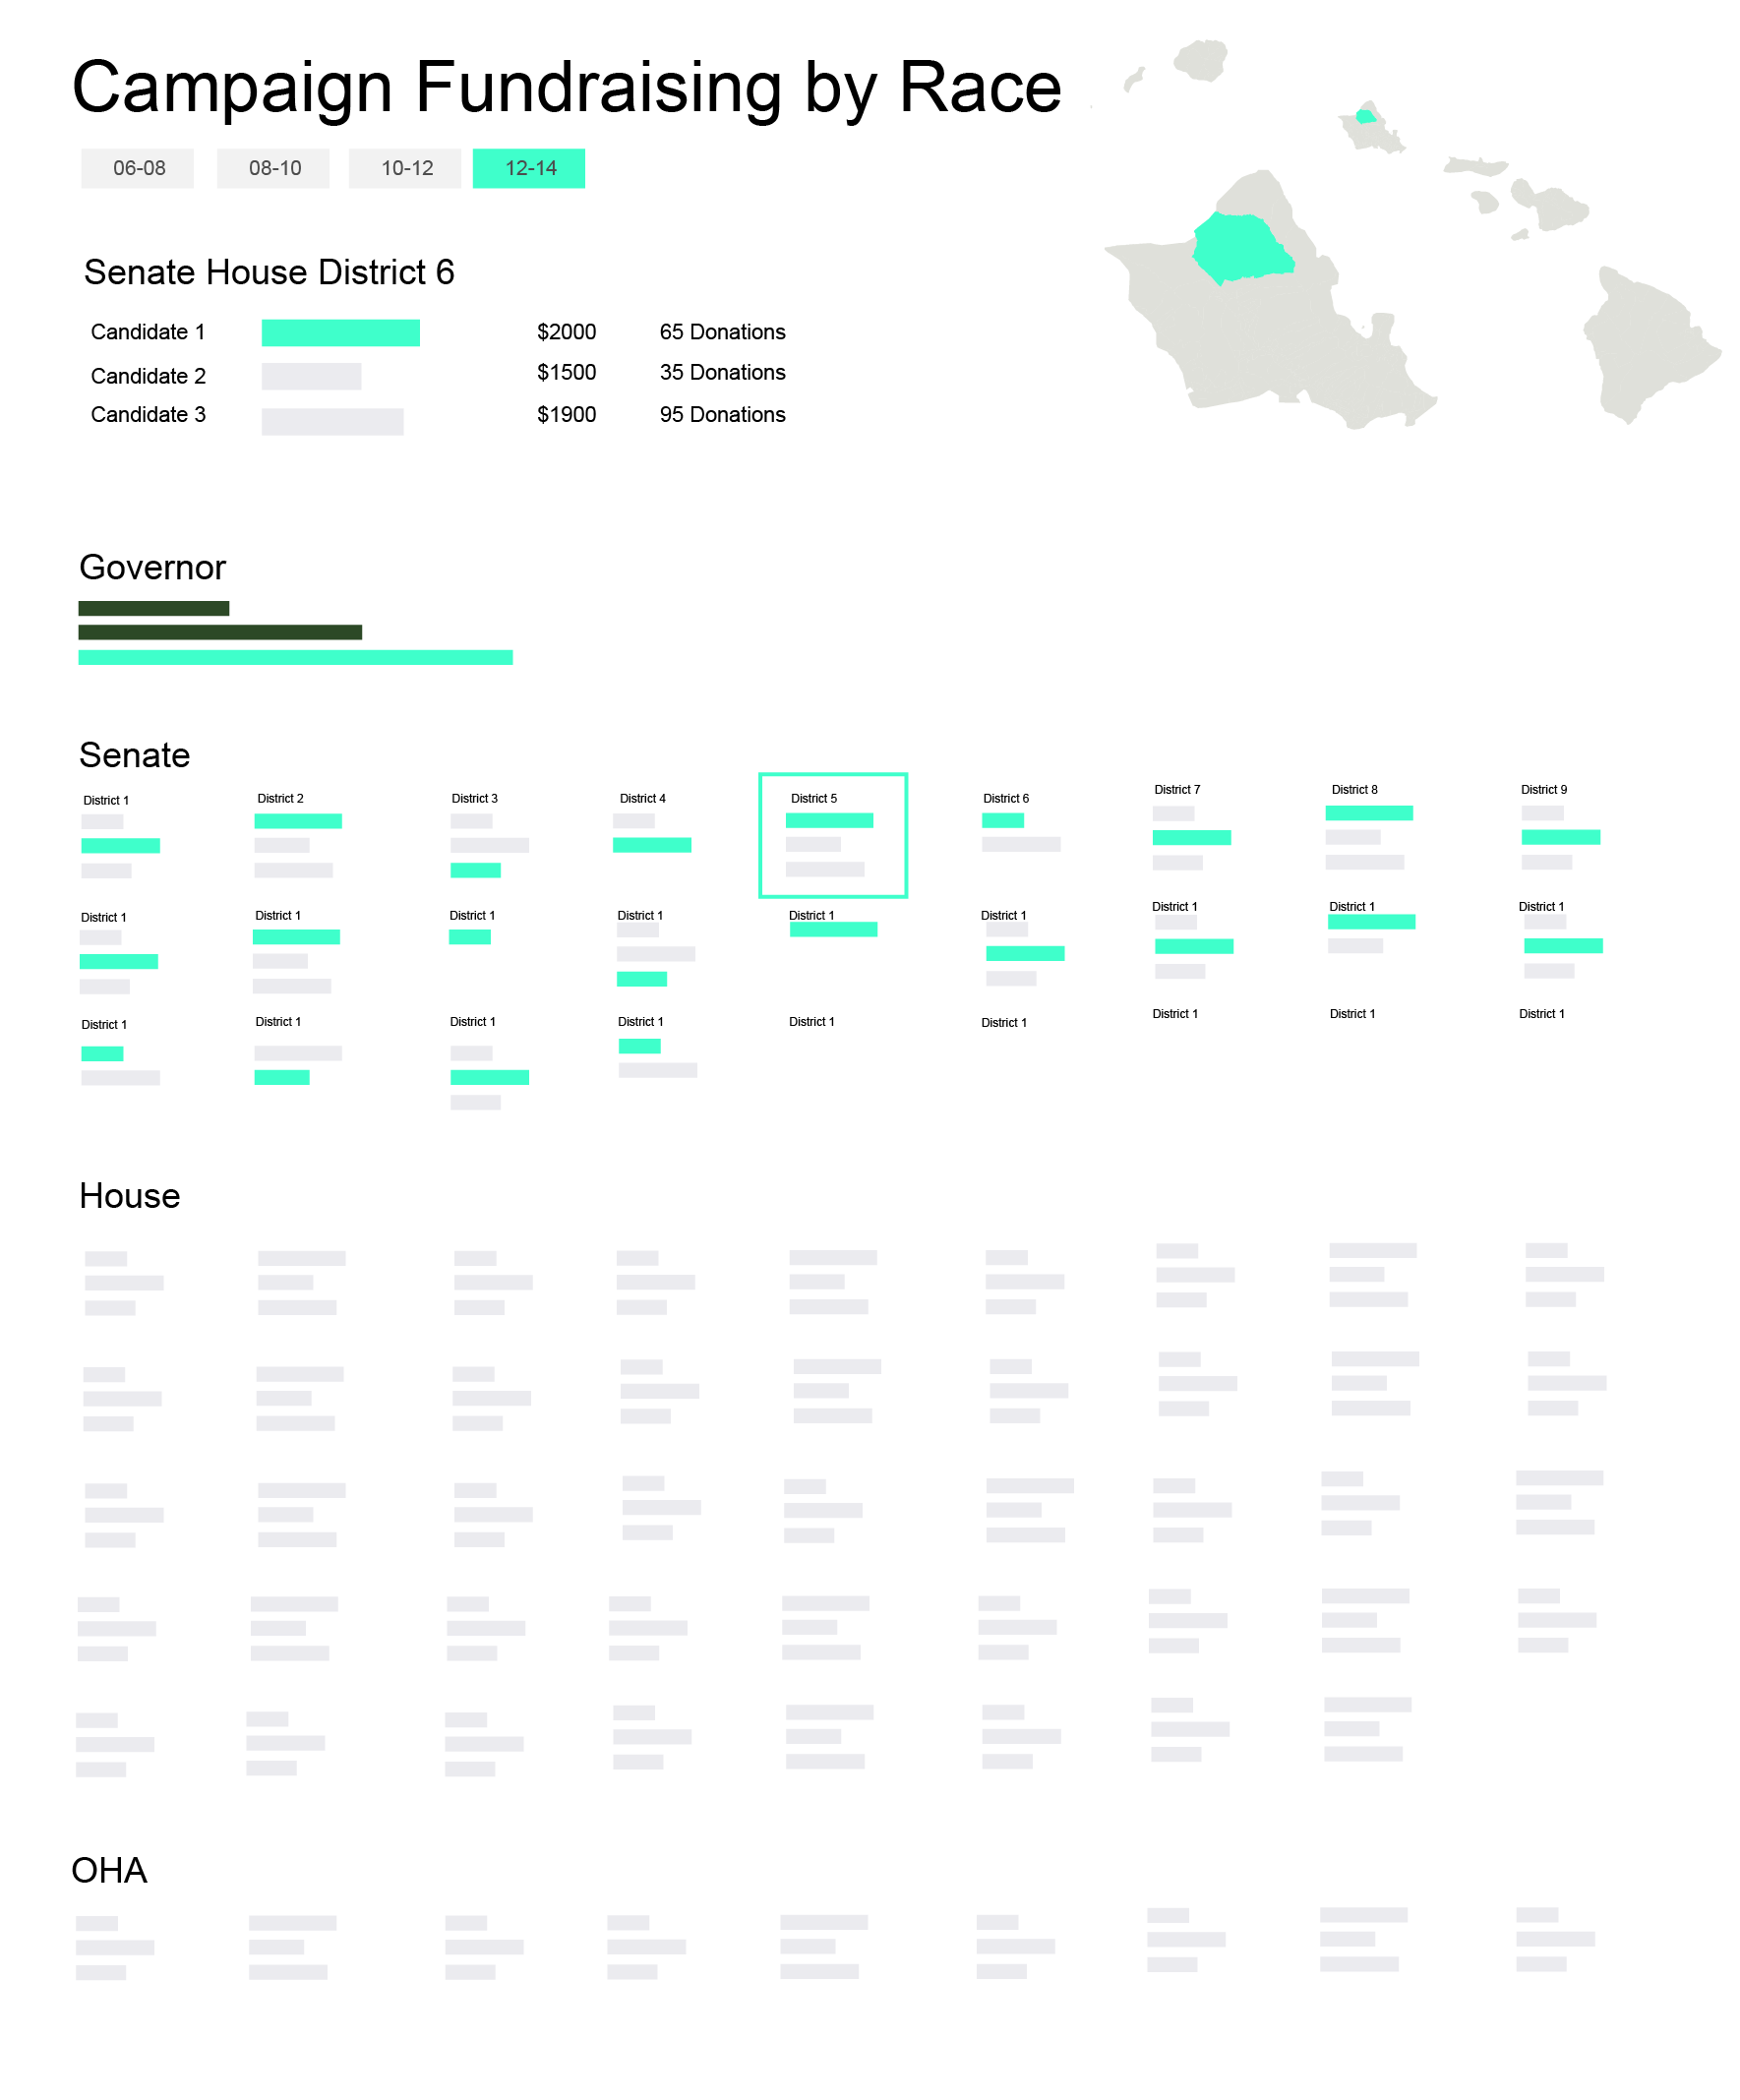 Campaign Fundraising by Race
06-08 08-10 10-12 12-14
Senate House District 6
Candidate 1 $2000 65 Donations
Candidate 2 $1500 35 Donations
Candidate 3 $1900 95 Donations
Governor
Senate
District 1 District 2 District 3 District 4 District 5 District 6 District 7 District 8 District 9
District 1 District 1 District 1 District 1 District 1 District 1 District 1 District 1 District 1
District 1 District 1 District 1 District 1 District 1 District 1 District 1 District 1 District 1
House
OHA